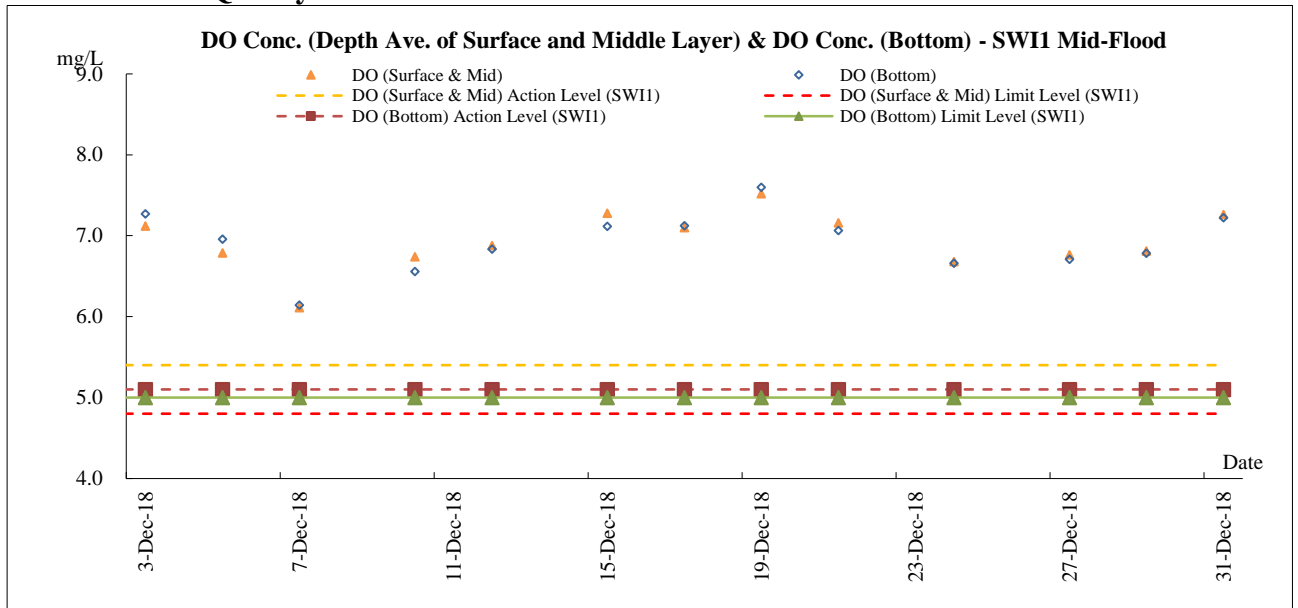 DO Conc. (Depth Ave. of Surface and Middle Layer) & DO Conc. (Bottom) - SWI1 Mid-Flood
mg/L
DO (Surface & Mid)
DO (Bottom)
DO (Surface & Mid) Action Level (SWI1)
DO (Surface & Mid) Limit Level (SWI1)
DO (Bottom) Action Level (SWI1)
DO (Bottom) Limit Level (SWI1)
9.0
8.0
7.0
6.0
5.0
4.0
Date
3-Dec-18
7-Dec-18
11-Dec-18
15-Dec-18
19-Dec-18
23-Dec-18
27-Dec-18
31-Dec-18